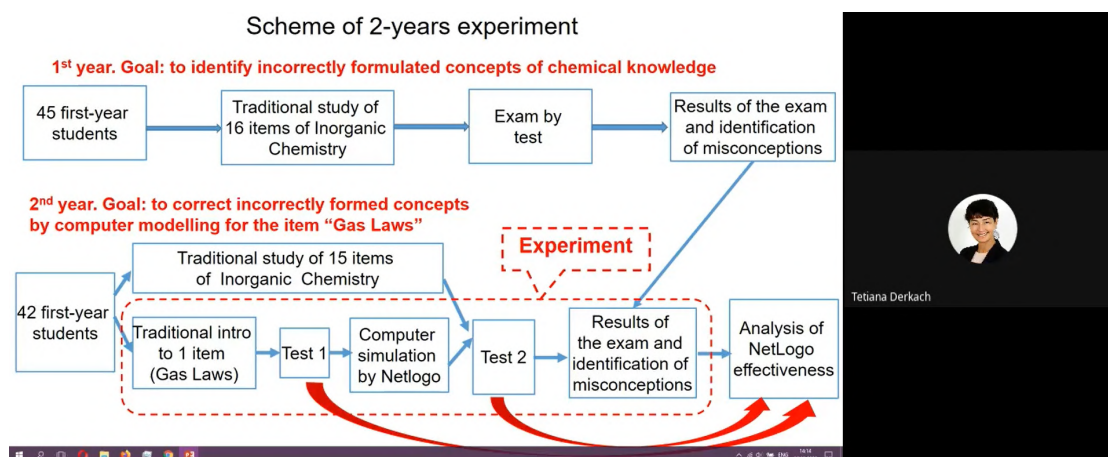 Scheme of 2-years experiment
1st year. Goal: to identify incorrectly formulated concepts of chemical knowledge
45 first-year
students
Traditional study of
16 items of Inorganic
Chemistry
Exam by
test
Results of the exam
and identification
of misconceptions
2nd year. Goal: to correct incorrectly formed concepts
by computer modelling for the item “Gas Laws”
Experiment
Traditional study of 15 items
of Inorganic Chemistry
42 first-year
students
Traditional intro
to 1 item
(Gas Laws)
Test 1
Computer
simulation
by Netlogo
Test 2
Results of
the exam and
identification of
misconceptions
Analysis of
NetLogo
effectiveness
Tetiana Derkach
ENG
14:14